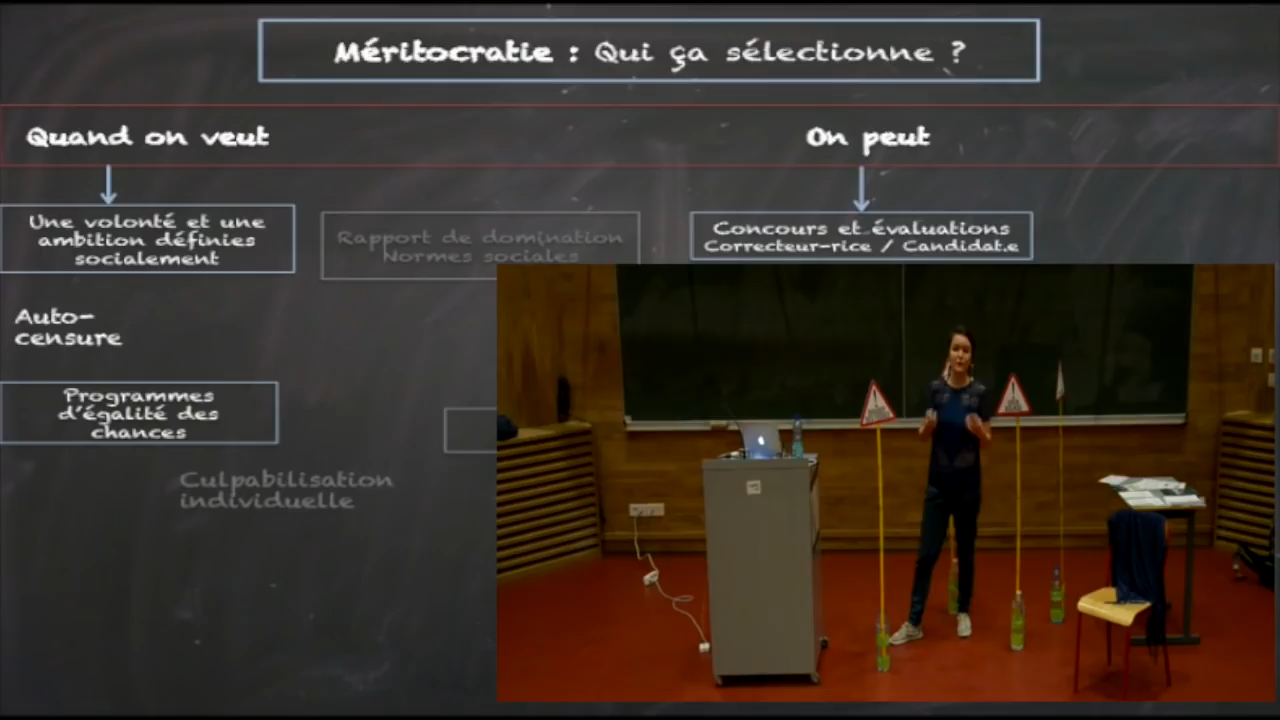 Méritocratie : Qui ça sélectionne ?
Quand on veut
On peut
Une volonté et une
ambition définies
socialement
Rapport de domination
Normes sociales
Concours et évaluations
Correcteur-rice / Candidat.e
Auto-
censure
Programmes
d'égalité des
chances
Culpabilisation
individuelle